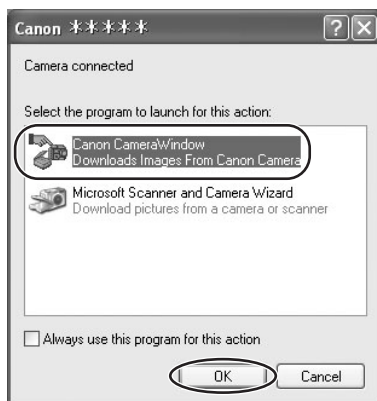 Canon *****
Camera connected
Select the program to launch for this action:
Canon CameraWindow
Downloads Images From Canon Camera
Microsoft Scanner and Camera Wizard
Download pictures from a camera or scanner
Always use this program for this action
OK Cancel